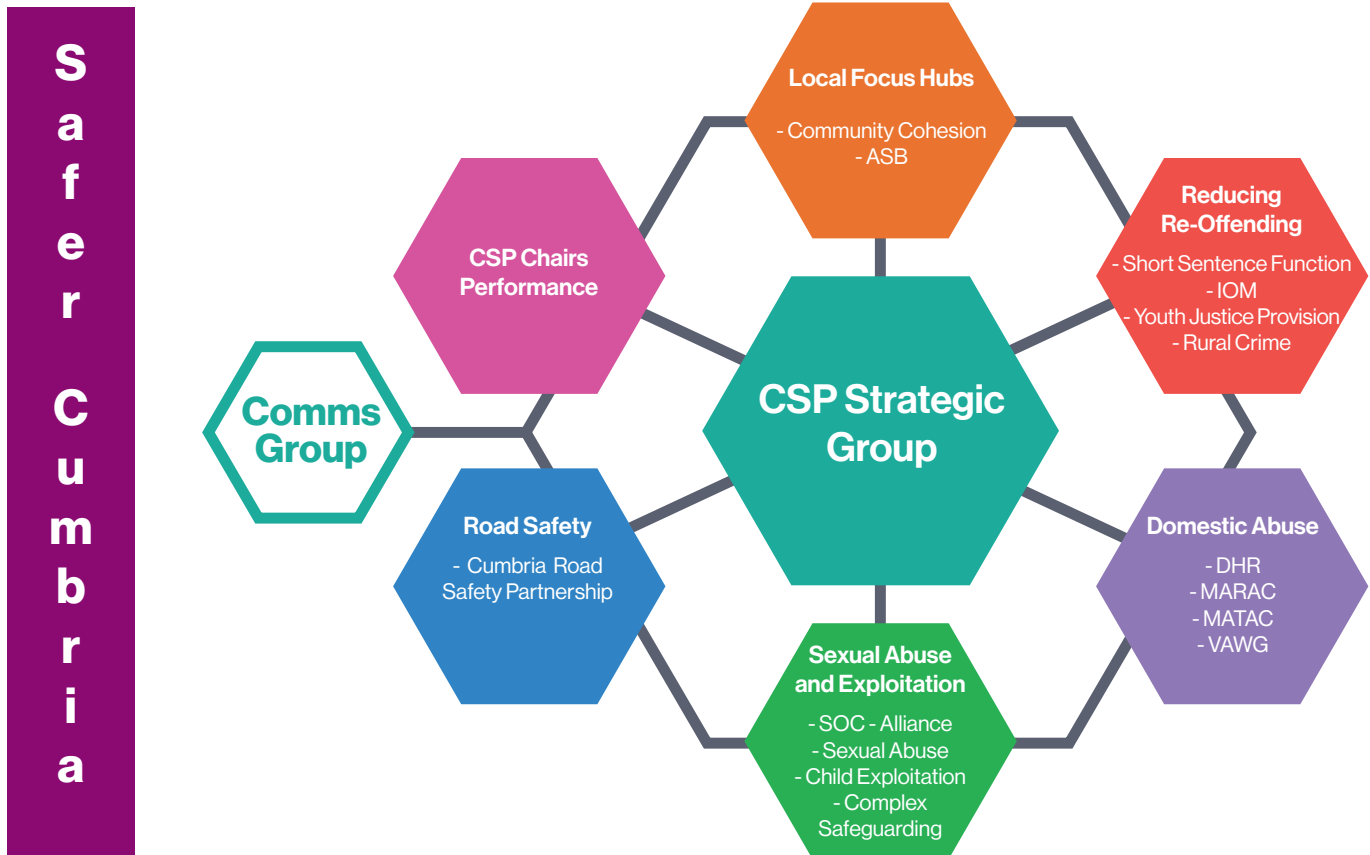 Safer Cumbria
Local Focus Hubs
- Community Cohesion
- ASB
CSP Chairs
Performance
Reducing
Re-Offending
- Short Sentence Function
- IOM
- Youth Justice Provision
- Rural Crime
Comms
Group
CSP Strategic
Group
Road Safety
- Cumbria Road
Safety Partnership
Domestic Abuse
- DHR
- MARAC
- MATAC
- VAWG
Sexual Abuse
and Exploitation
- SOC - Alliance
- Sexual Abuse
- Child Exploitation
- Complex
Safeguarding